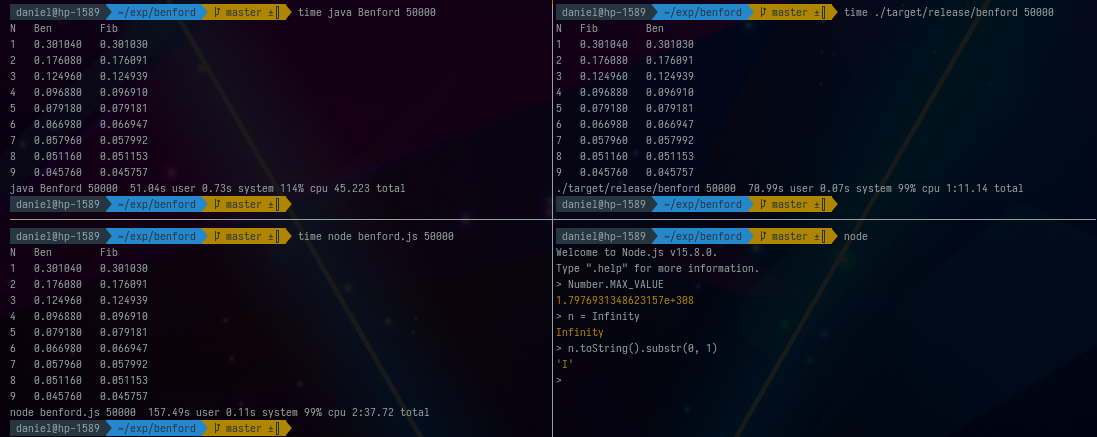 daniel@hp-1589 ~/exp/benford master ± time java Benford 50000
N Ben Fib
1 0.301040 0.301030
2 0.176080 0.176091
3 0.124960 0.124939
4 0.096880 0.096910
5 0.079180 0.079181
6 0.066980 0.066947
7 0.057960 0.057992
8 0.051160 0.051153
9 0.045760 0.045757
java Benford 50000 51.04s user 0.73s system 114% cpu 45.223 total
daniel@hp-1589 ~/exp/benford master ±
daniel@hp-1589 ~/exp/benford master ± time ./target/release/benford 50000
N Fib Ben
1 0.301040 0.301030
2 0.176080 0.176091
3 0.124960 0.124939
4 0.096880 0.096910
5 0.079180 0.079181
6 0.066980 0.066947
7 0.057960 0.057992
8 0.051160 0.051153
9 0.045760 0.045757
./target/release/benford 50000 70.99s user 0.07s system 99% cpu 1:11.14 total
daniel@hp-1589 ~/exp/benford master ±
daniel@hp-1589 ~/exp/benford master ± time node benford.js 50000
N Ben Fib
1 0.301040 0.301030
2 0.176080 0.176091
3 0.124960 0.124939
4 0.096880 0.096910
5 0.079180 0.079181
6 0.066980 0.066947
7 0.057960 0.057992
8 0.051160 0.051153
9 0.045760 0.045757
node benford.js 50000 157.49s user 0.11s system 99% cpu 2:37.72 total
daniel@hp-1589 ~/exp/benford master ±
daniel@hp-1589 ~/exp/benford master ± node
Welcome to Node.js v15.8.0.
Type ".help" for more information.
> Number.MAX_VALUE
1.7976931348623157e+308
> n = Infinity
Infinity
> n.toString().substr(0, 1)
'I'
>